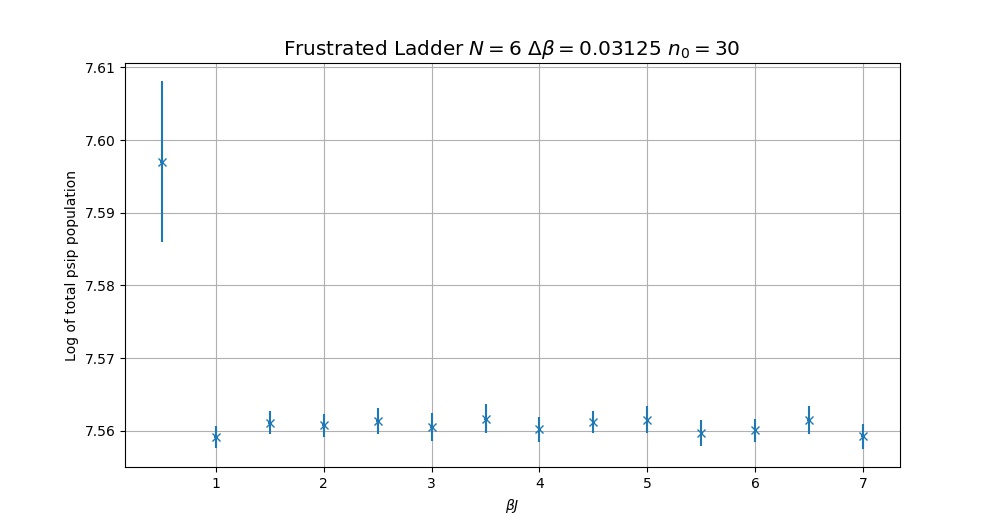 Frustrated Ladder N = 6 Δβ = 0.03125 n₀ = 30
Log of total psip population
7.61
7.60
7.59
7.58
7.57
7.56
1 2 3 4 5 6 7
βJ